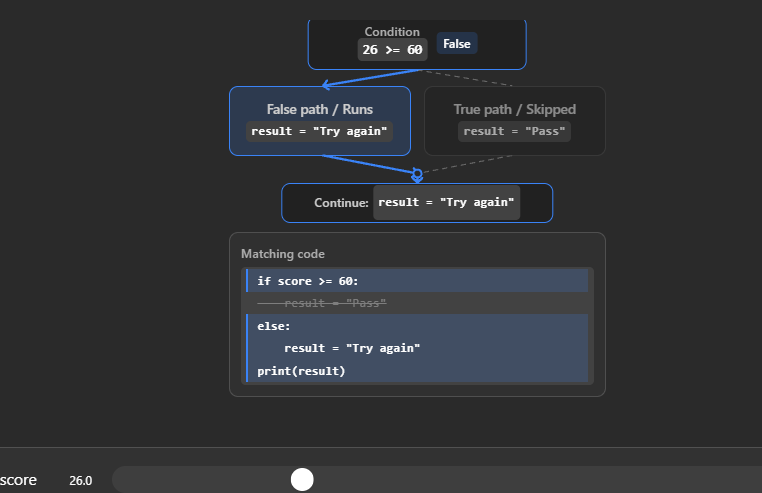 Condition
26 >= 60 False
False path / Runs
result = "Try again"
True path / Skipped
result = "Pass"
Continue: result = "Try again"
Matching code
if score >= 60:
    result = "Pass"
else:
    result = "Try again"
print(result)
score 26.0